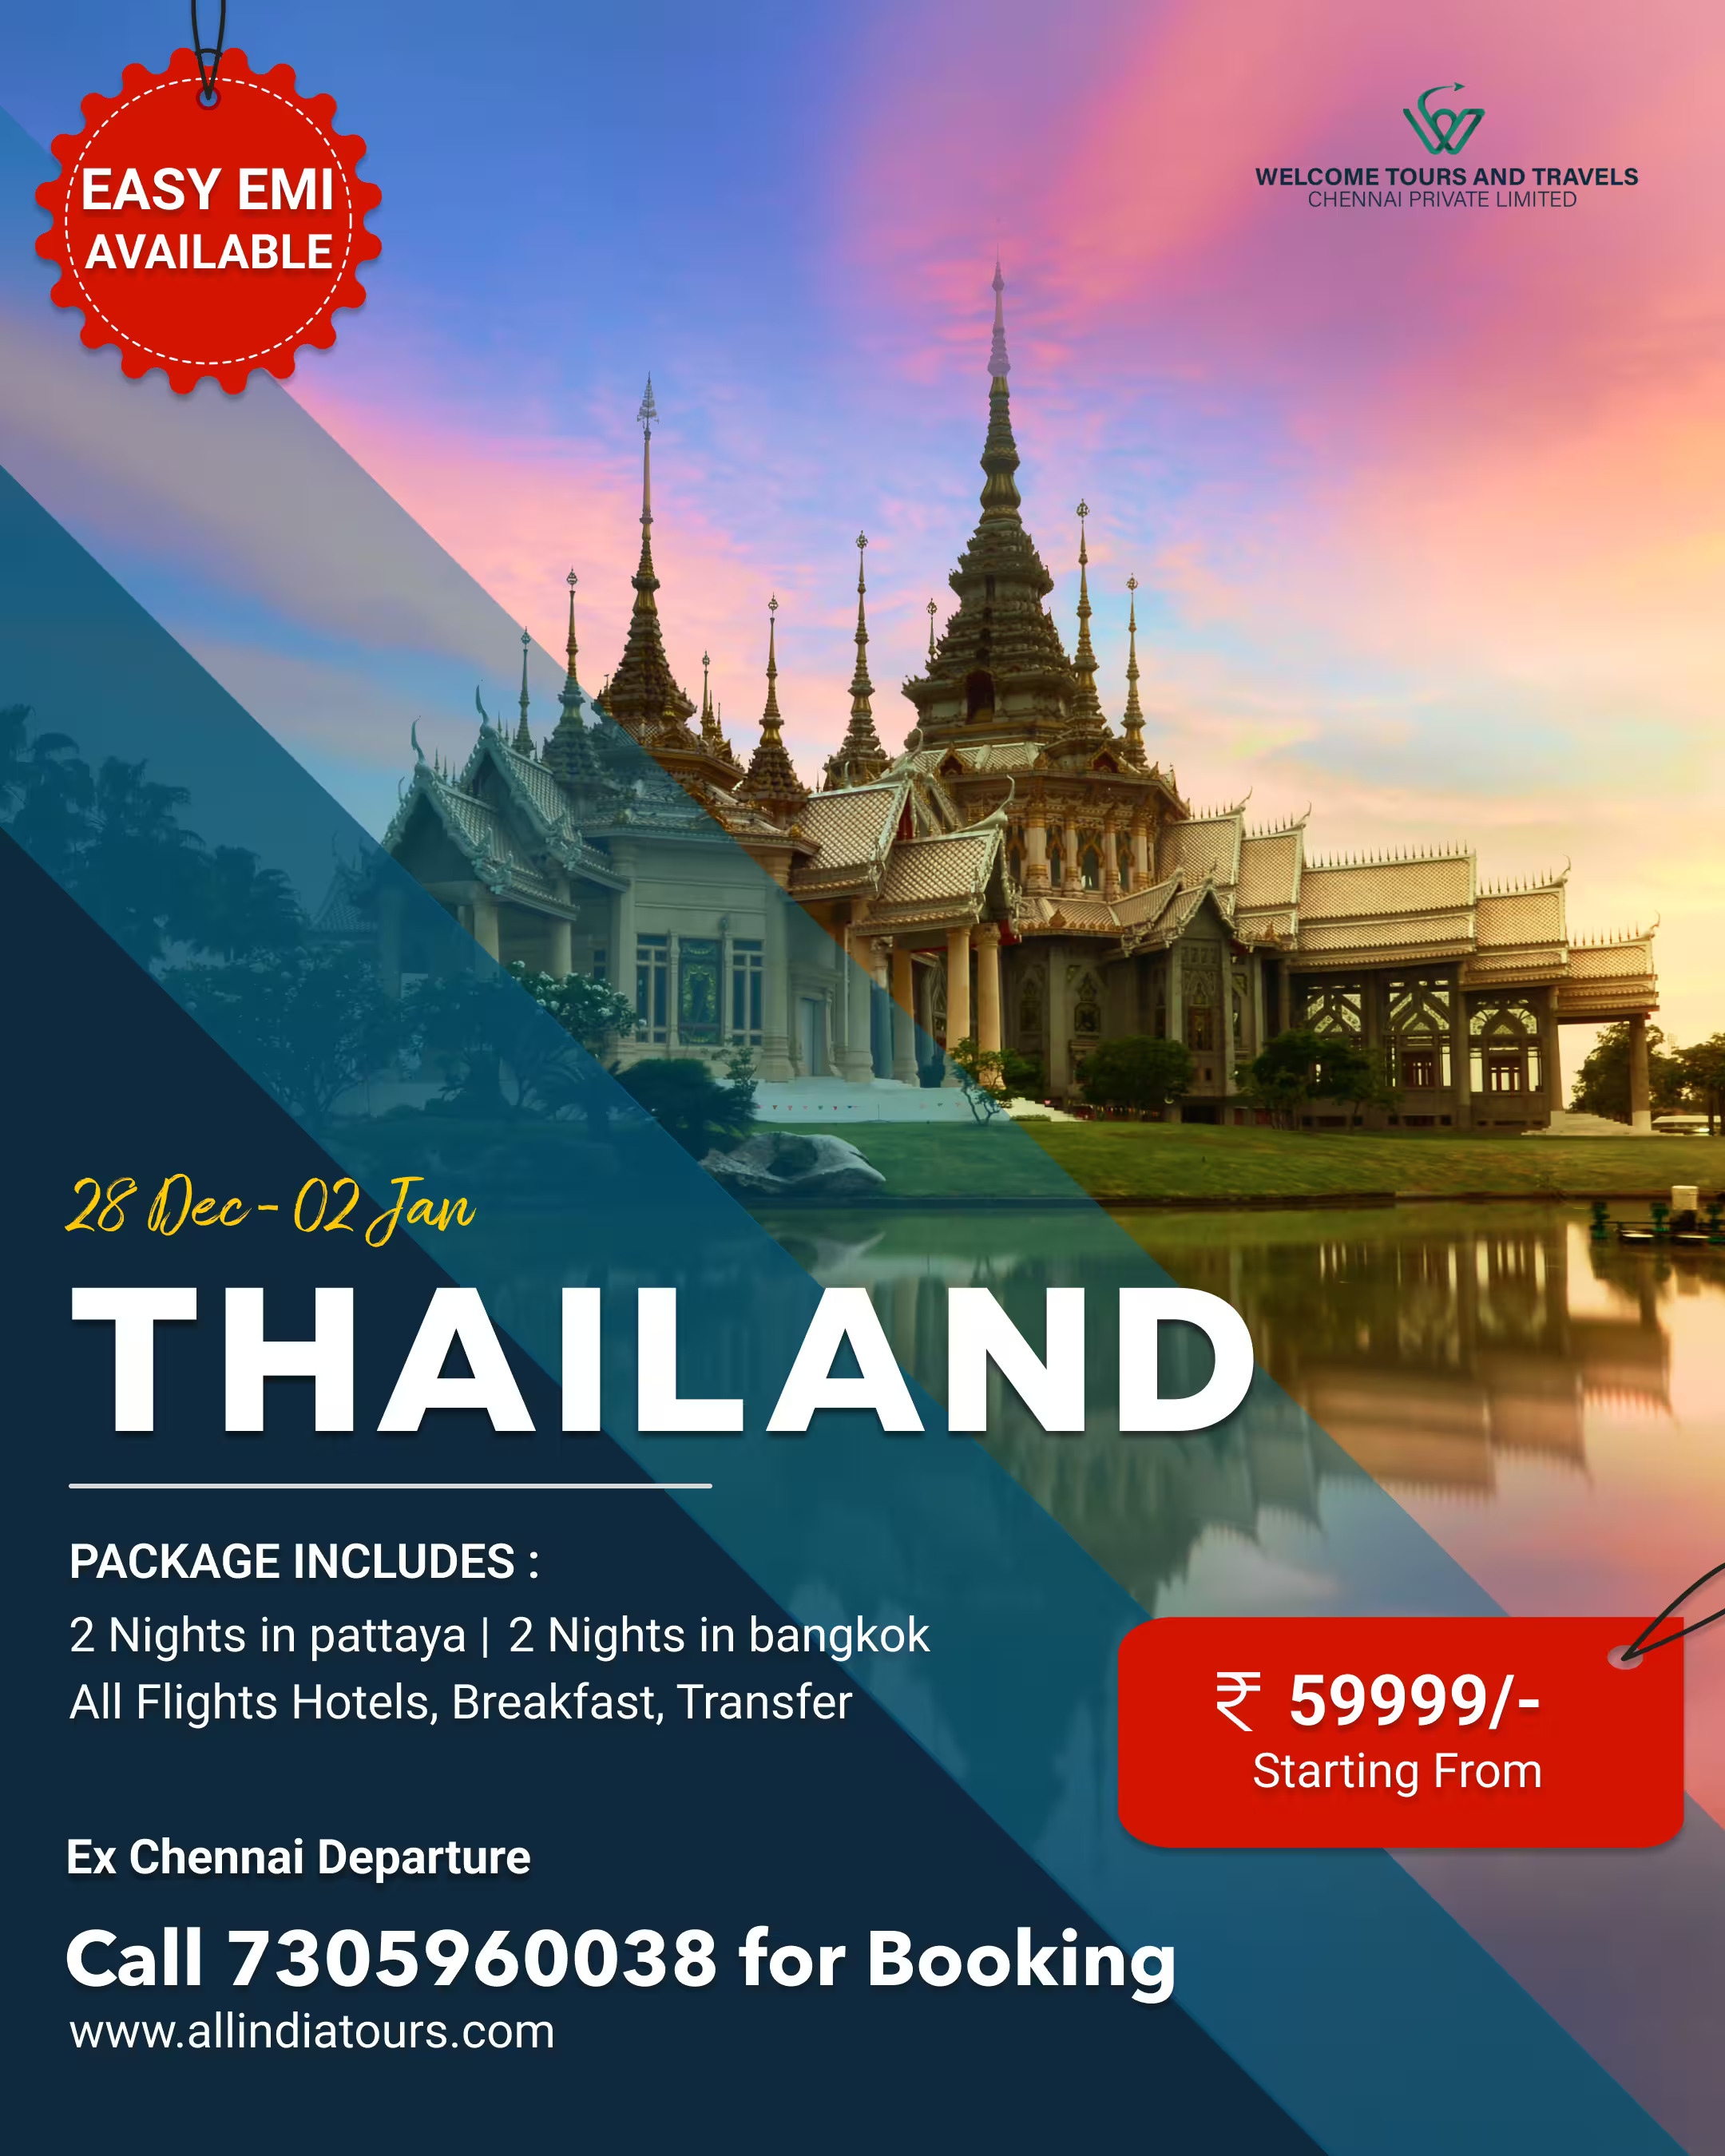 EASY EMI
AVAILABLE
WELCOME TOURS AND TRAVELS
CHENNAI PRIVATE LIMITED
28 Dec - 02 Jan
THAILAND
PACKAGE INCLUDES :
2 Nights in pattaya | 2 Nights in bangkok
All Flights Hotels, Breakfast, Transfer
₹ 59999/-
Starting From
Ex Chennai Departure
Call 7305960038 for Booking
www.allindiatours.com